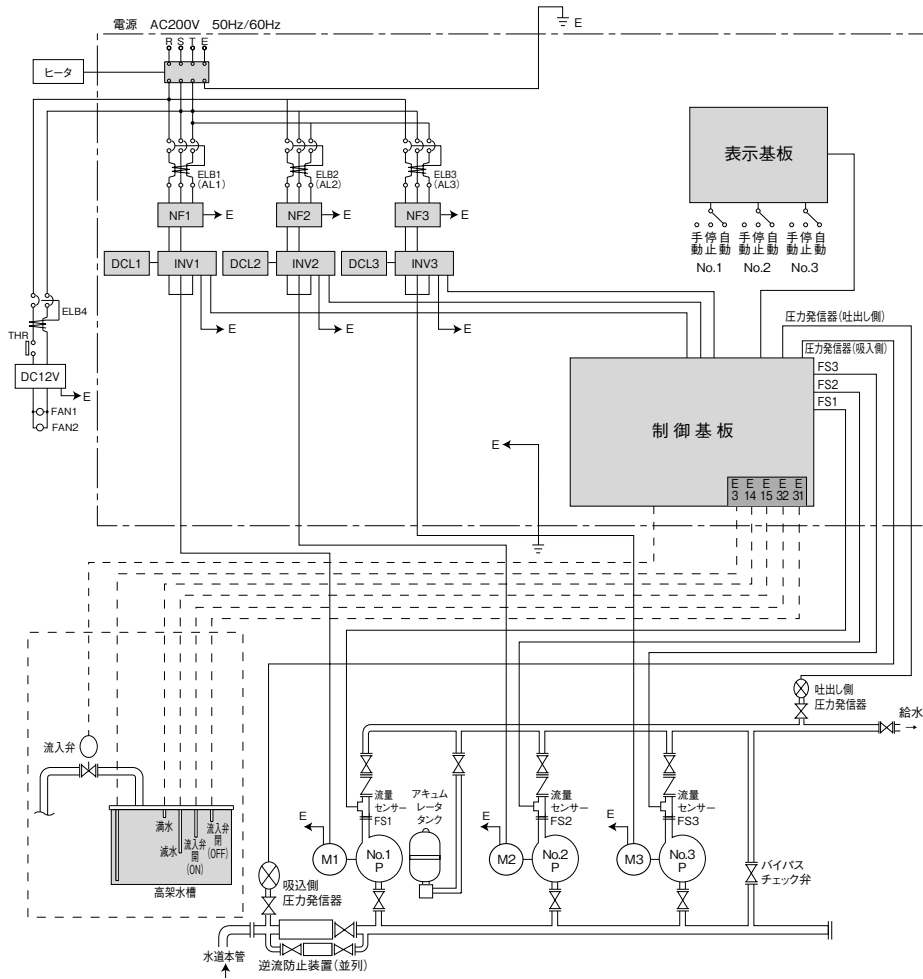 電源 AC200V 50Hz/60Hz
R S T E
E
ヒータ
ELB1
(AL1)
ELB2
(AL2)
ELB3
(AL3)
NF1
E
NF2
E
NF3
E
DCL1
INV1
DCL2
INV2
DCL3
INV3
E
E
E
表示基板
手動 停止 自動
No.1
手動 停止 自動
No.2
手動 停止 自動
No.3
ELB4
THR
DC12V
E
FAN1
FAN2
圧力発信器(吐出し側)
圧力発信器(吸入側)
FS3
FS2
FS1
制御基板
E
E3 E14 E15 E32 E31
吐出し側
圧力発信器
給水
→
流入弁
満水
減水
流入弁開(ON)
流入弁閉(OFF)
高架水槽
流量
センサー
FS1
アキュム
レータ
タンク
流量
センサー
FS2
流量
センサー
FS3
E
M1
No.1
P
E
M2
No.2
P
E
M3
No.3
P
バイパス
チェック弁
吸込側
圧力発信器
水道本管
逆流防止装置(並列)